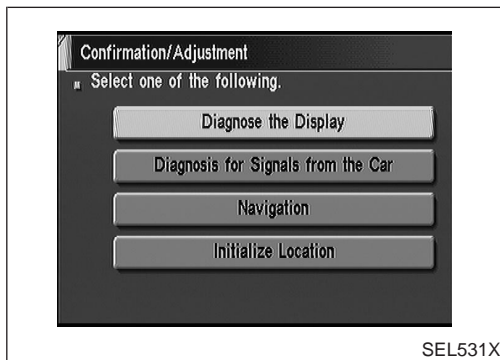 Confirmation/Adjustment
Select one of the following.
Diagnose the Display
Diagnosis for Signals from the Car
Navigation
Initialize Location
SEL531X